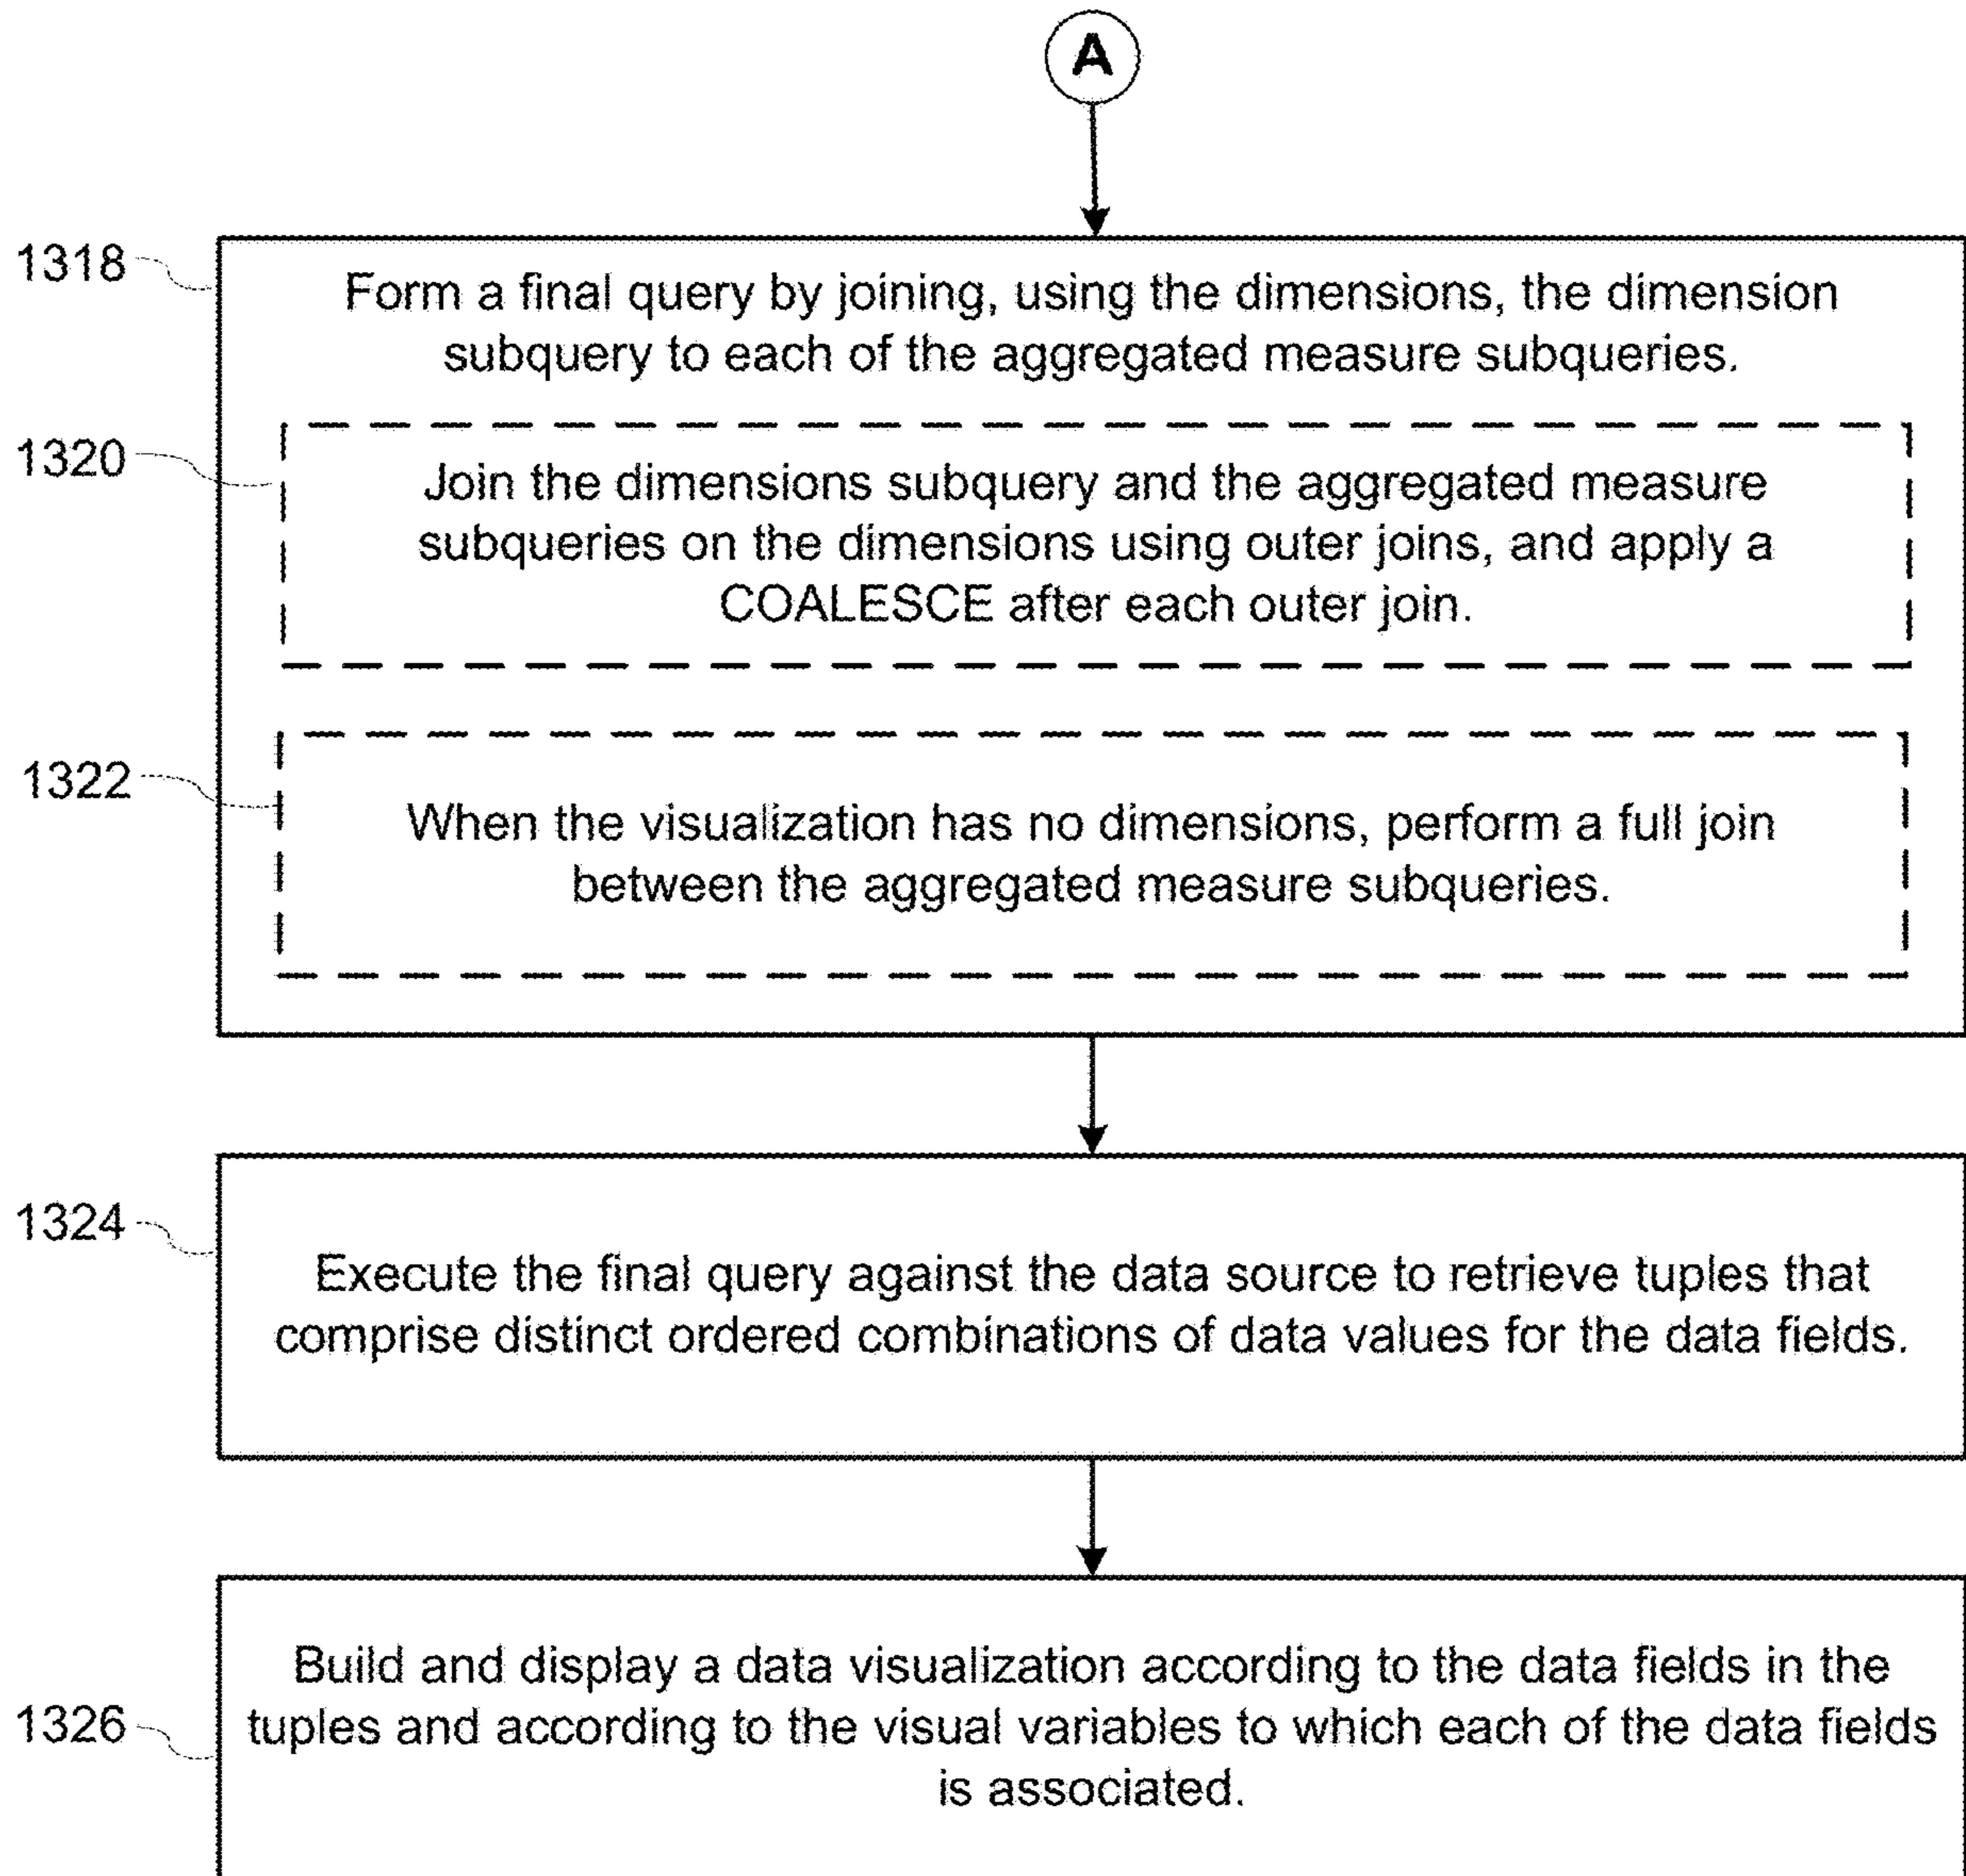 A
1318
Form a final query by joining, using the dimensions, the dimension
subquery to each of the aggregated measure subqueries.
1320
Join the dimensions subquery and the aggregated measure
subqueries on the dimensions using outer joins, and apply a
COALESCE after each outer join.
1322
When the visualization has no dimensions, perform a full join
between the aggregated measure subqueries.
1324
Execute the final query against the data source to retrieve tuples that
comprise distinct ordered combinations of data values for the data fields.
1326
Build and display a data visualization according to the data fields in the
tuples and according to the visual variables to which each of the data fields
is associated.